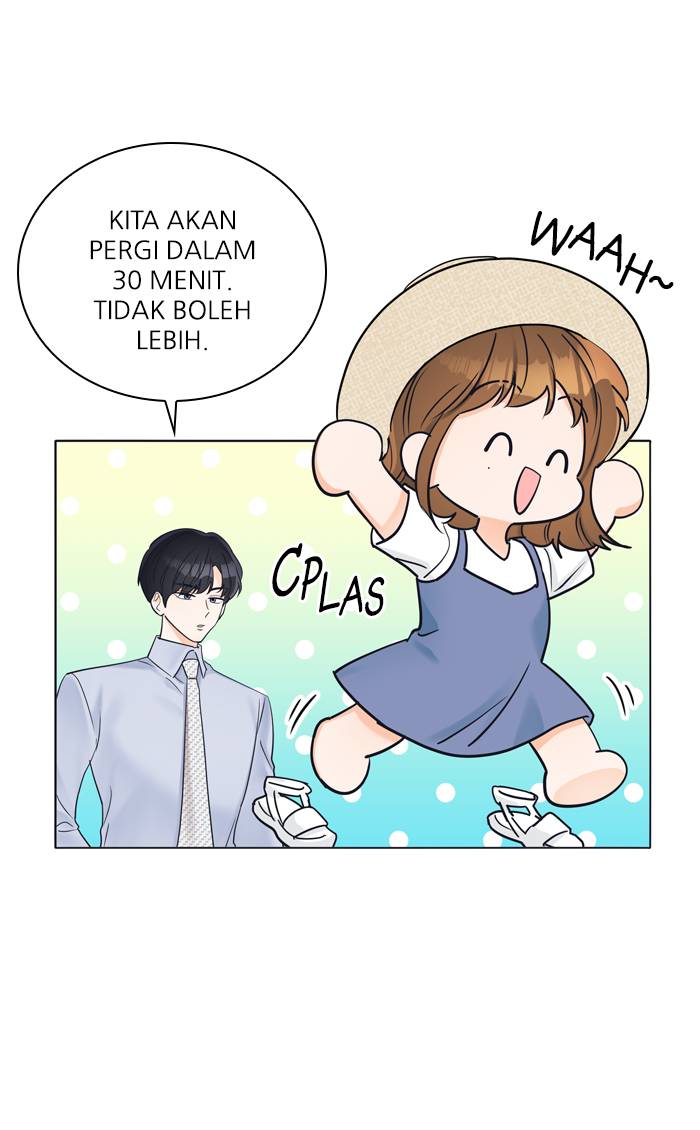 KITA AKAN
PERGI DALAM
30 MENIT.
TIDAK BOLEH
LEBIH.
WAAH~
CPLAS